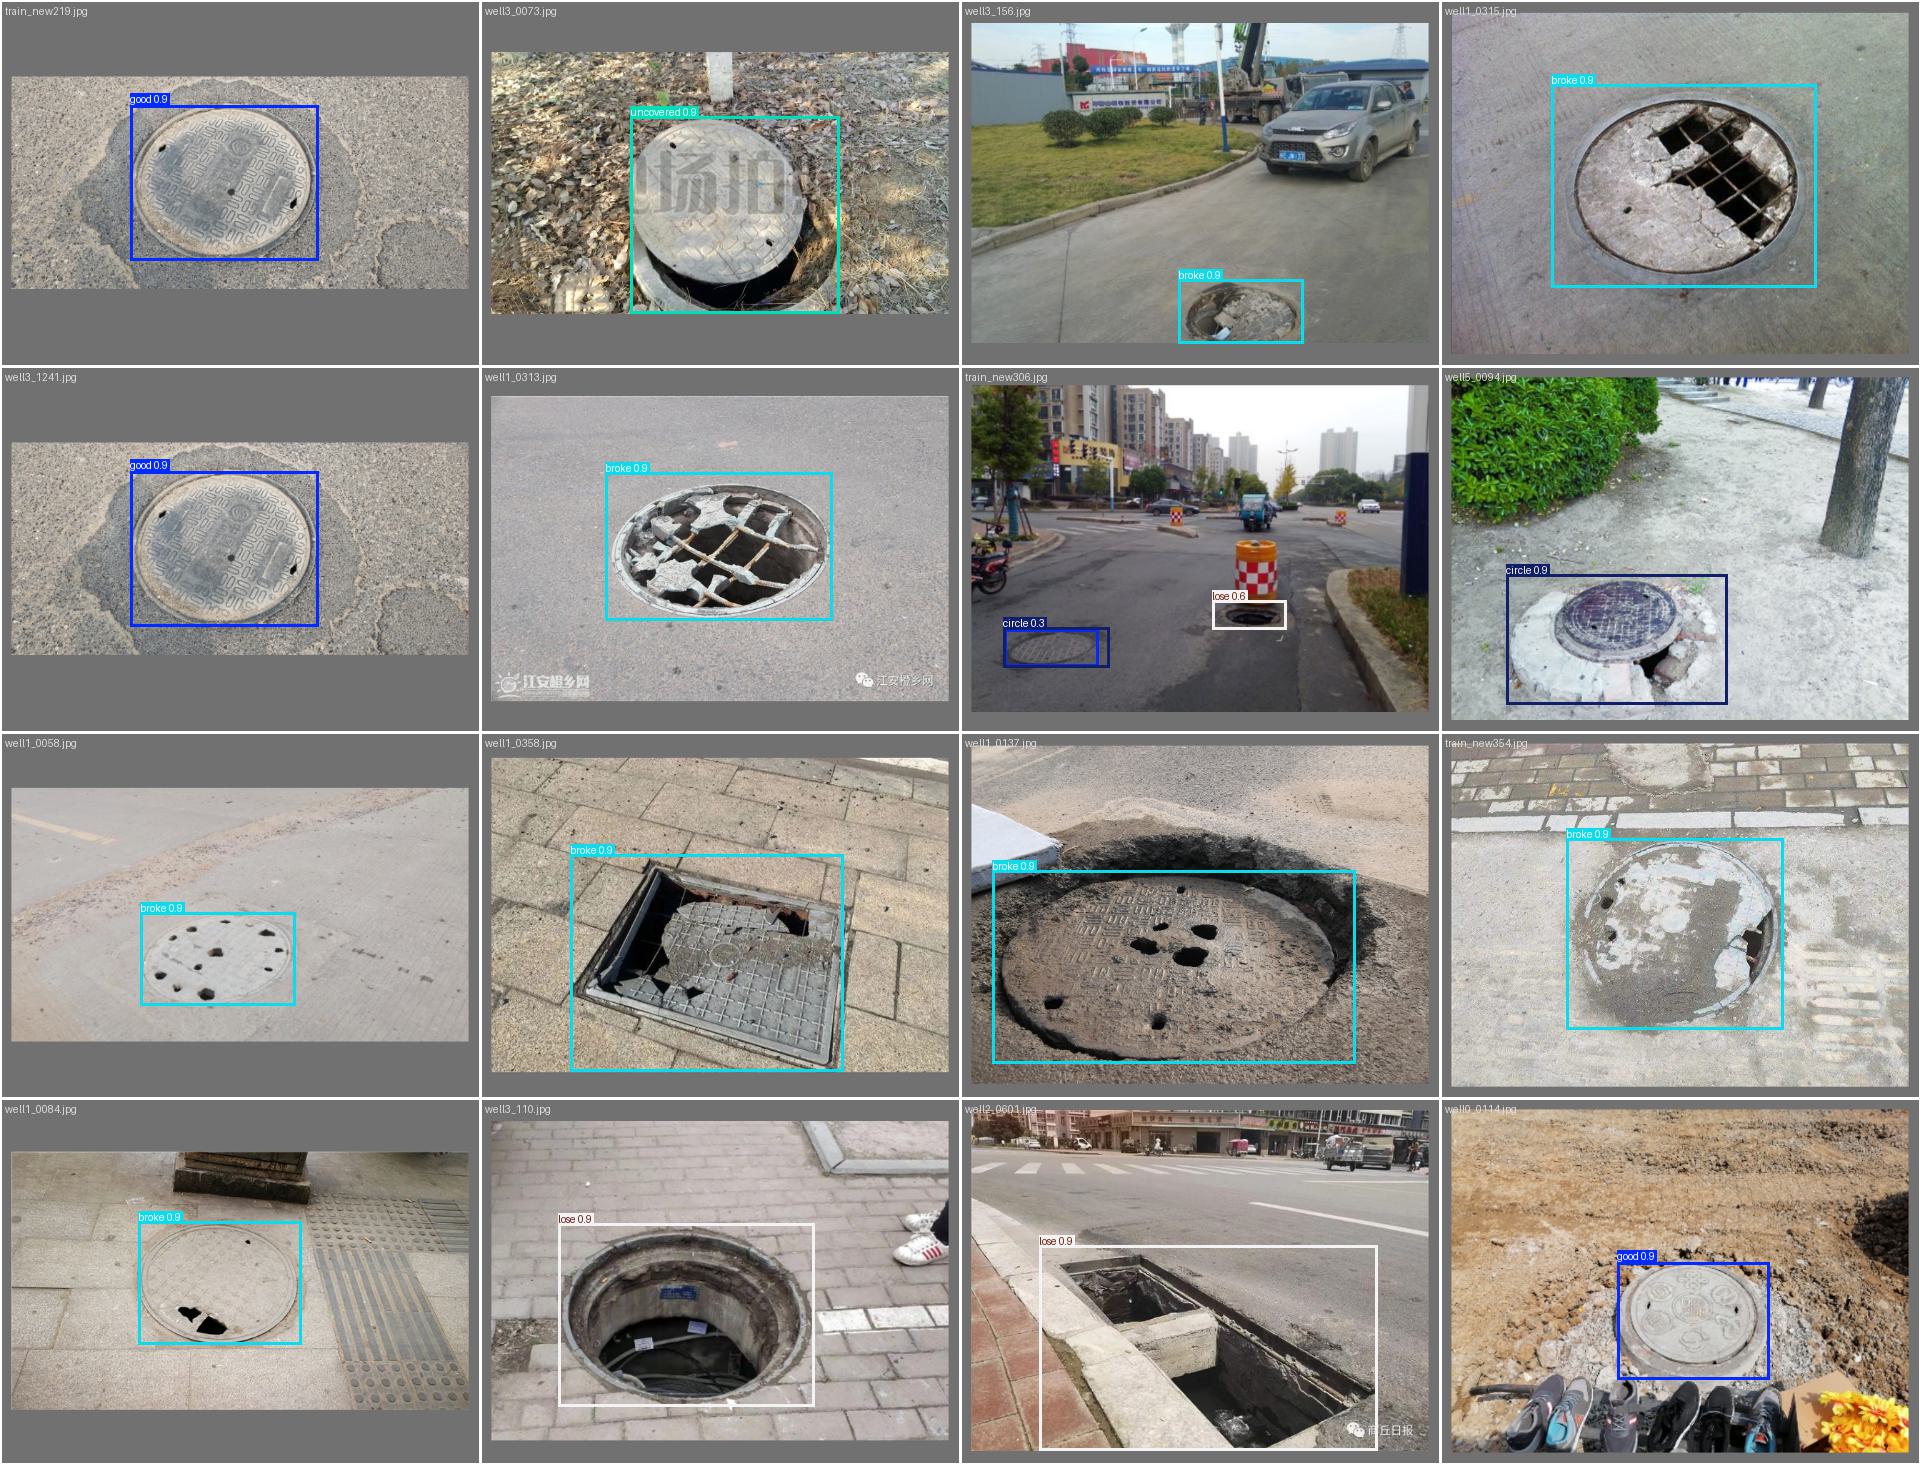 train_new219.jpg
good 0.9
well3_0073.jpg
uncovered 0.9
场拍
well3_156.jpg
broke 0.9
well1_0315.jpg
broke 0.9
well3_1241.jpg
good 0.9
well1_0313.jpg
broke 0.9
江安橙乡网
江安橙乡网
train_new306.jpg
lose 0.6
circle 0.3
well5_0094.jpg
circle 0.9
well1_0058.jpg
broke 0.9
well1_0358.jpg
broke 0.9
well1_0137.jpg
broke 0.9
train_new354.jpg
broke 0.9
well1_0084.jpg
broke 0.9
well3_110.jpg
lose 0.9
well2_0601.jpg
lose 0.9
商丘日报
well0_0114.jpg
good 0.9